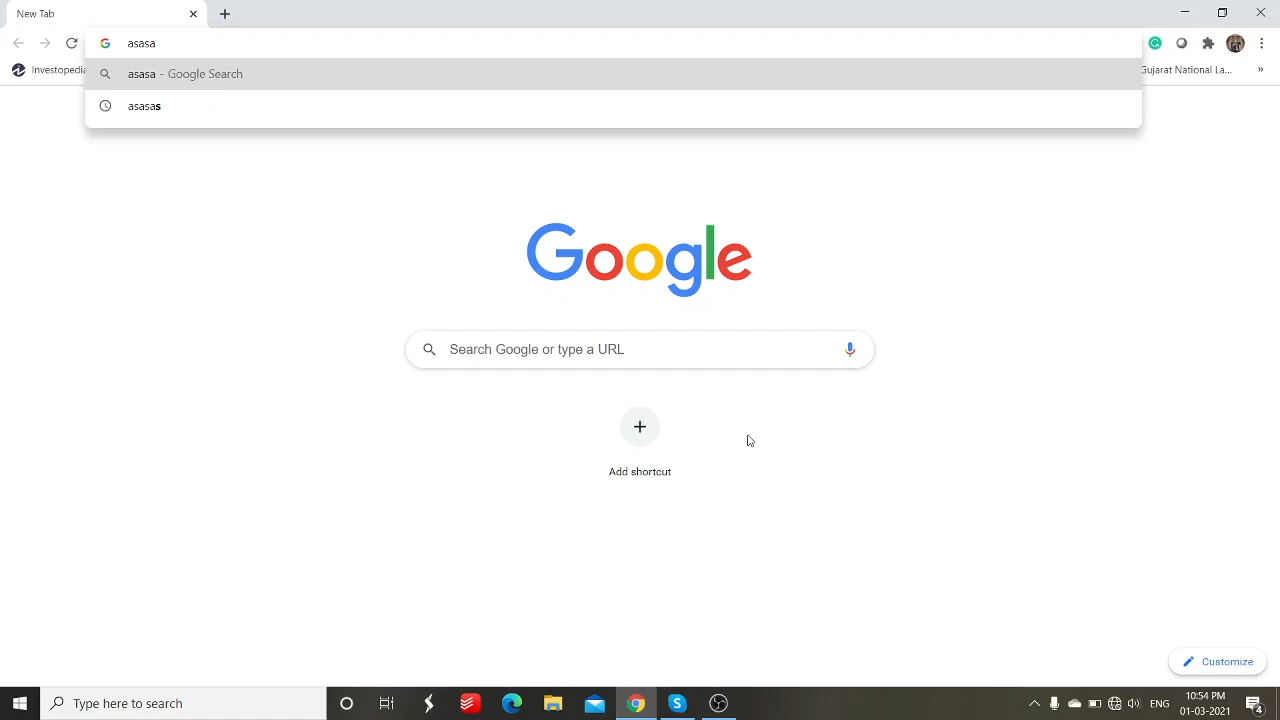 New Tab
asasa
Investopedia
asasa - Google Search
Gujarat National La...
»
asasas
Google
Search Google or type a URL
Add shortcut
Customize
Type here to search
ENG
10:54 PM
01-03-2021
4